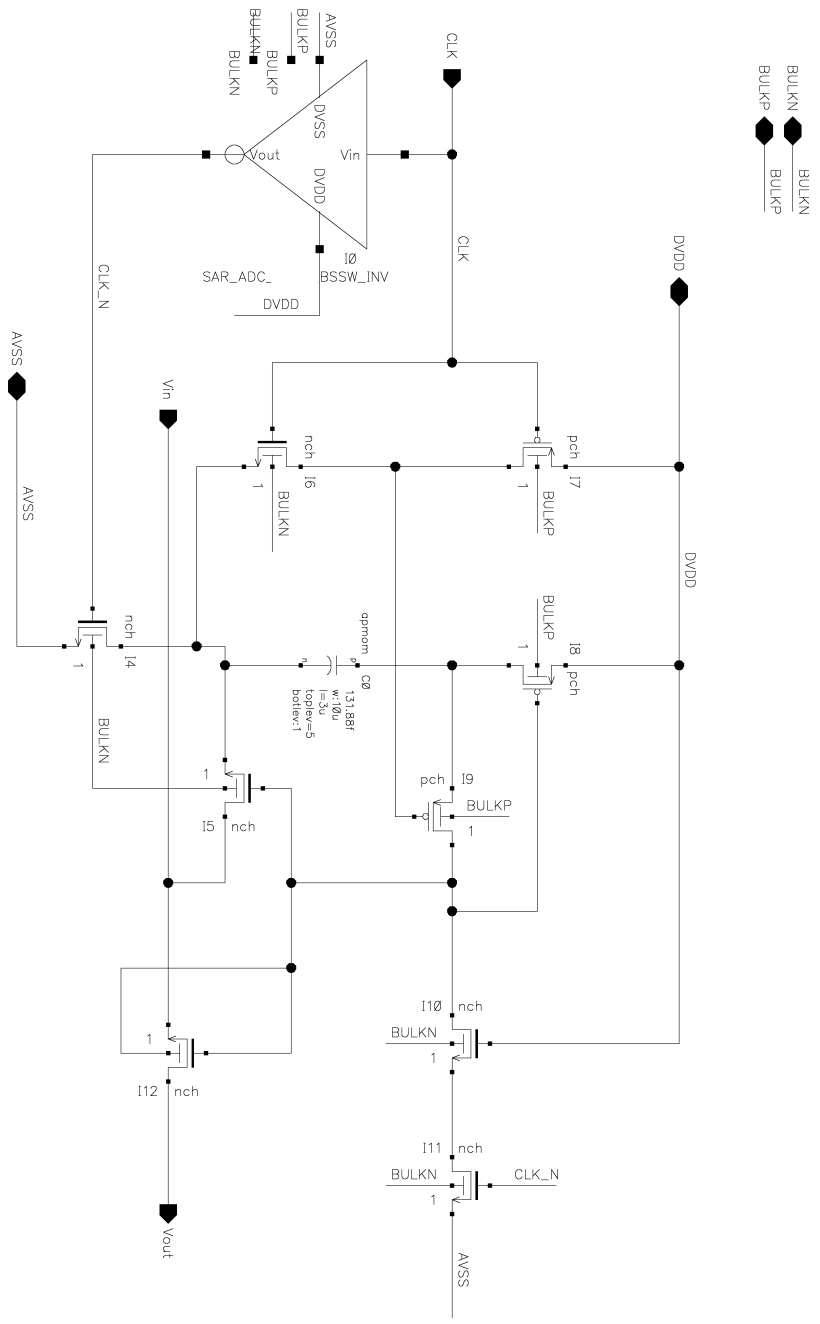 AVSS
BULKP
BULKN
BULKP
BULKN
CLK
BULKN
BULKP
BULKN
BULKP
DVSS
Vout
Vin
DVDD
I0
SAR_ADC_ BSSW_INV
DVDD
CLK
DVDD
CLK_N
AVSS
Vin
nch
I6
1
BULKN
pch
I7
1
BULKP
AVSS
DVDD
nch
I4
1
BULKN
apmom
C0
n
p
131.88f
w:10u
l=3u
toplev=5
botlev:1
BULKP
1
I8
pch
1
I5 nch
pch I9
BULKP
1
I10 nch
BULKN
1
1
I12 nch
I11 nch
BULKN
CLK_N
1
Vout
AVSS